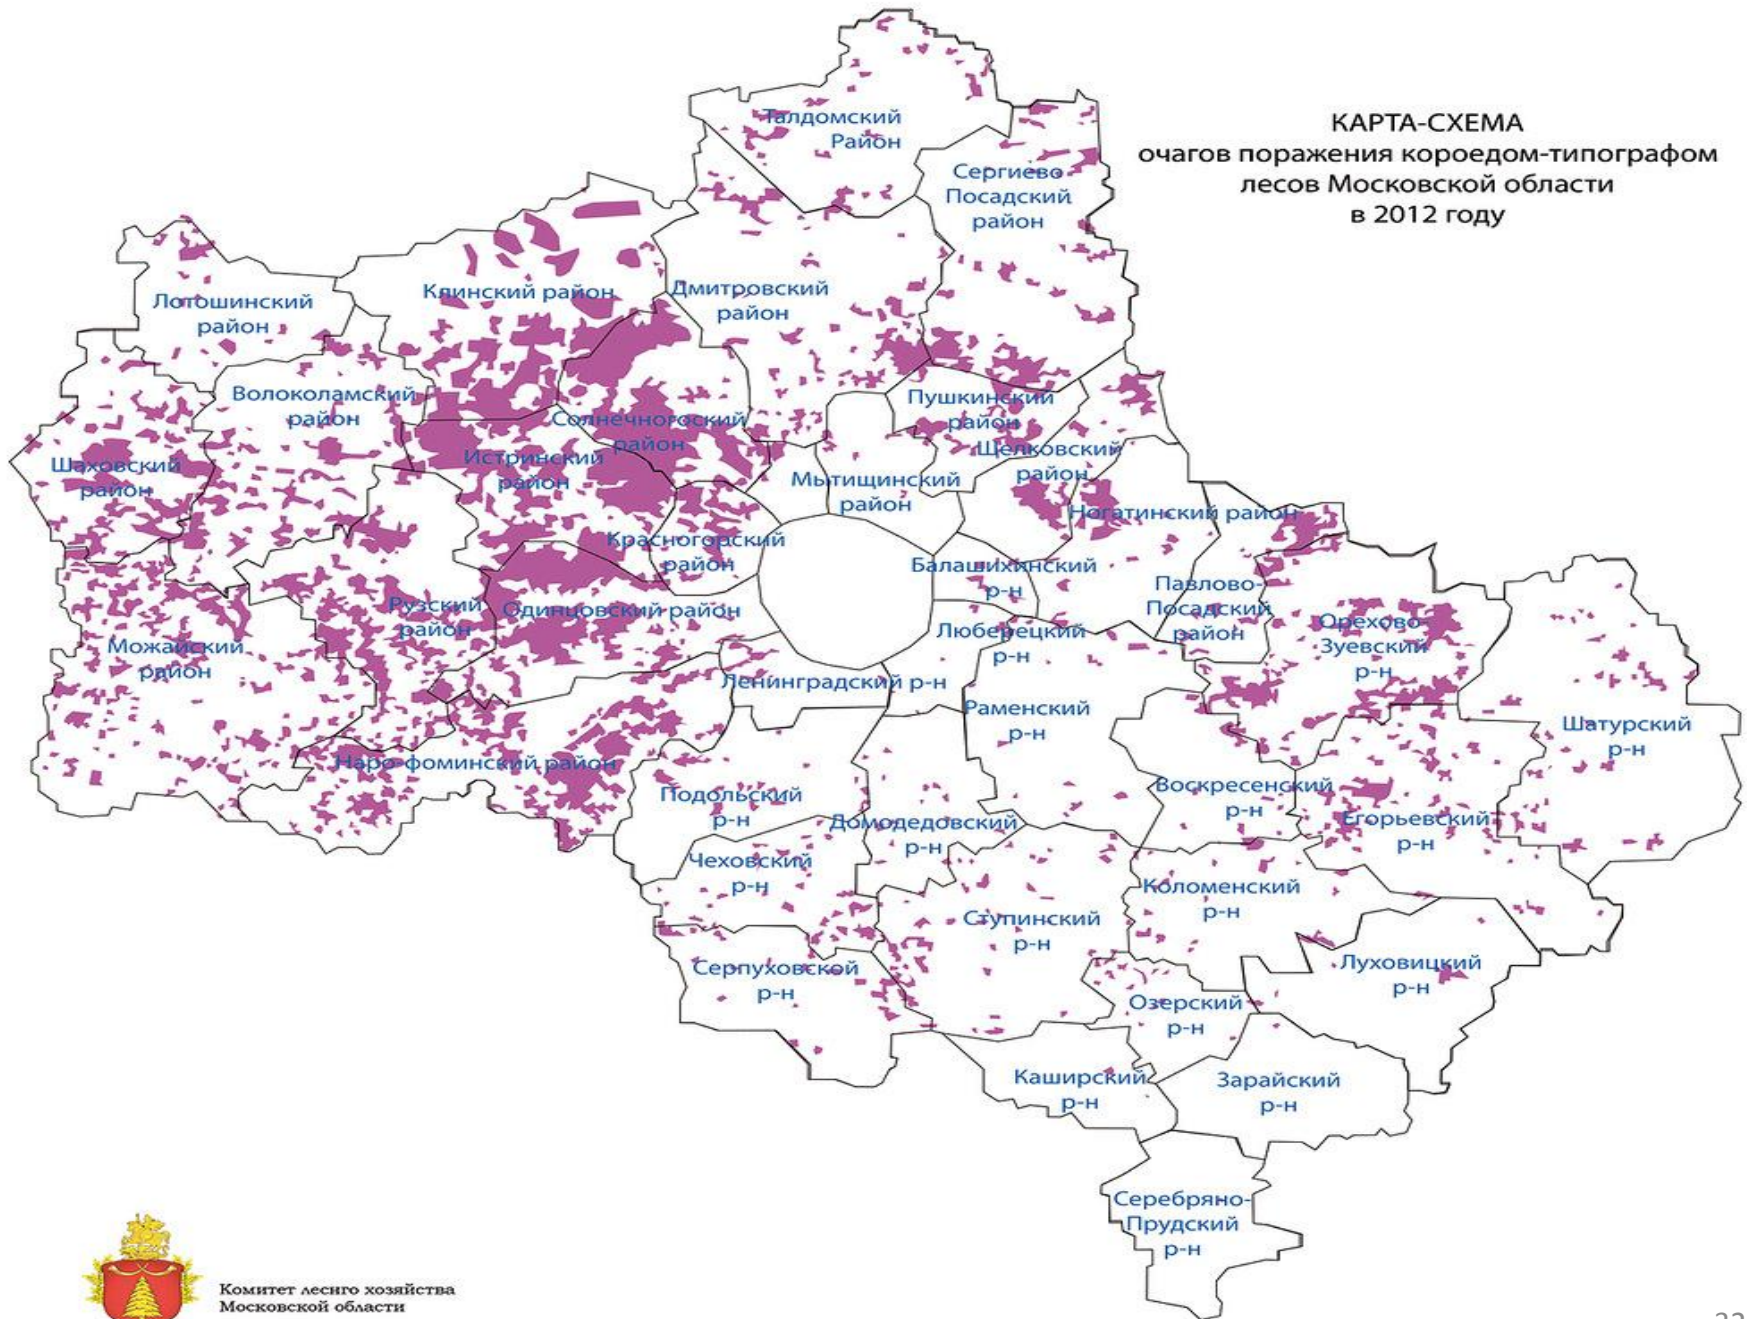 КАРТА-СХЕМА
очагов поражения короедом-типографом
лесов Московской области
в 2012 году
Талдомский
Район
Сергиево
Посадский
район
Лотошинский
район
Клинский район
Дмитровский
район
Волоколамский
район
Солнечногоский
район
Пушкинский
район
Щелковский
район
Шаховский
район
Истринский
район
Мытищинский
район
Ногатинский район
Красногорский
район
Балашихинский
р-н
Павлово-
Посадский
район
Рузский
район
Одинцовский район
Люберецкий
р-н
Орехово-
Зуевский
р-н
Можайский
район
Ленинградский р-н
Раменский
р-н
Шатурский
р-н
Наро-фоминский район
Подольский
р-н
Воскресенский
р-н
Домодедовский
р-н
Егорьевский
р-н
Чеховский
р-н
Коломенский
р-н
Ступинский
р-н
Серпуховской
р-н
Луховицкий
р-н
Озерский
р-н
Каширский
р-н
Зарайский
р-н
Серебряно-
Прудский
р-н
Комитет леснго хозяйства
Московской области